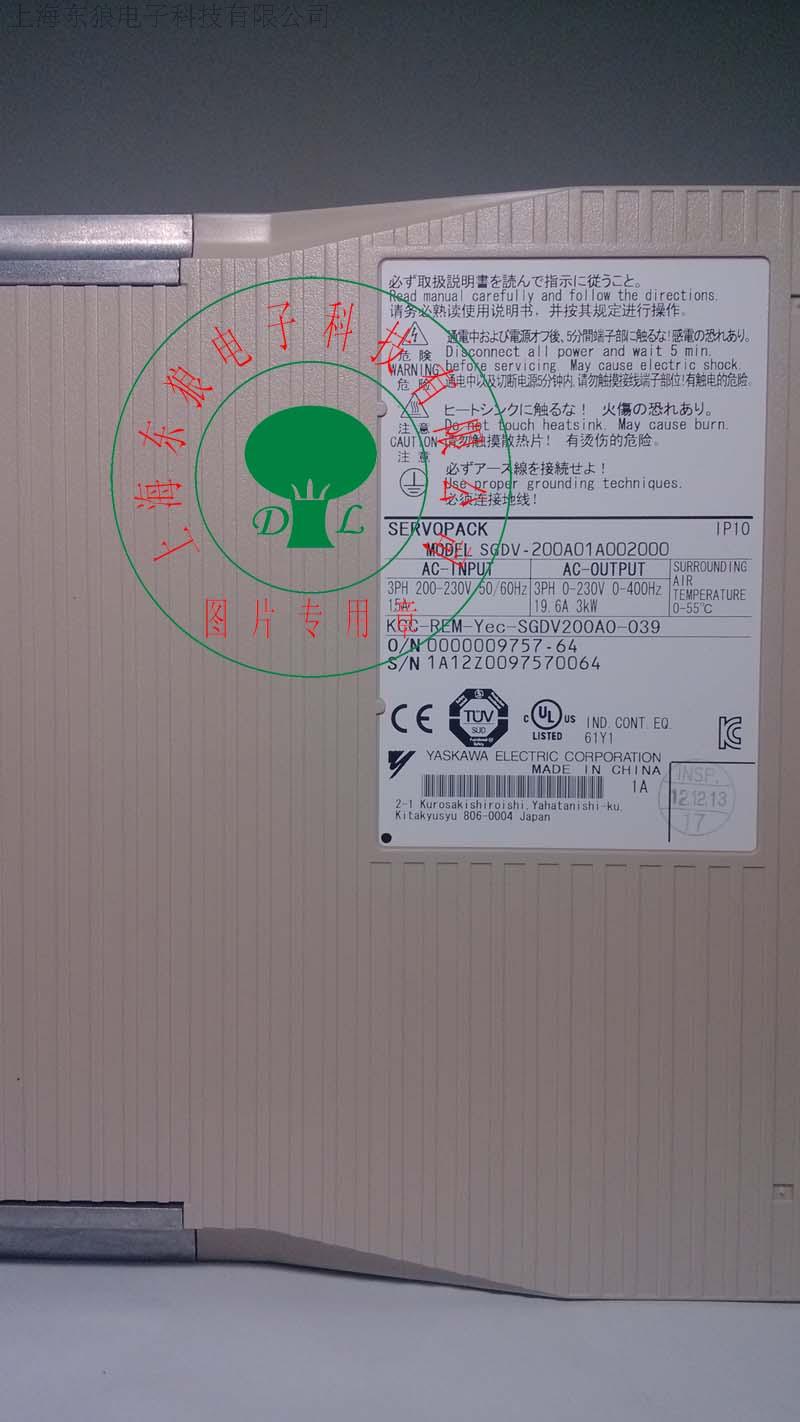 上海东狼电子科技有限公司
必ず取扱説明書を読んで指示に従うこと。
Read manual carefully and follow the directions.
请务必熟读使用说明书，并按其规定进行操作。
危険
WARNING
危险
通電中および電源オフ後、5分間端子部に触るな!感電の恐れあり。
Disconnect all power and wait 5 min.
before servicing. May cause electric shock.
通电中以及切断电源5分钟内，请勿触摸接线端子部位!有触电的危险。
注意
CAUTION
注意
ヒートシンクに触るな！ 火傷の恐れあり。
Do not touch heatsink. May cause burn.
请勿触摸散热片！ 有烫伤的危险。
必ずアース線を接続せよ！
Use proper grounding techniques.
必须连接地线！
SERVOPACK IP10
MODEL SGDV-200A01A002000
AC-INPUT AC-OUTPUT
3PH 200-230V 50/60Hz 3PH 0-230V 0-400Hz
15A 19.6A 3kW
SURROUNDING
AIR
TEMPERATURE
0-55℃
KCC-REM-Yec-SGDV200A0-039
O/N 0000009757-64
S/N 1A12Z0097570064
CE
TÜV
SUD
C UL US
LISTED
IND. CONT. EQ.
61Y1
YASKAWA ELECTRIC CORPORATION
MADE IN CHINA
1A
2-1 Kurosakishiroishi, Yahatanishi-ku,
Kitakyusyu 806-0004 Japan
INSP.
12.12.13
17
上海东狼电子科技有限公司
D L
图片专用章